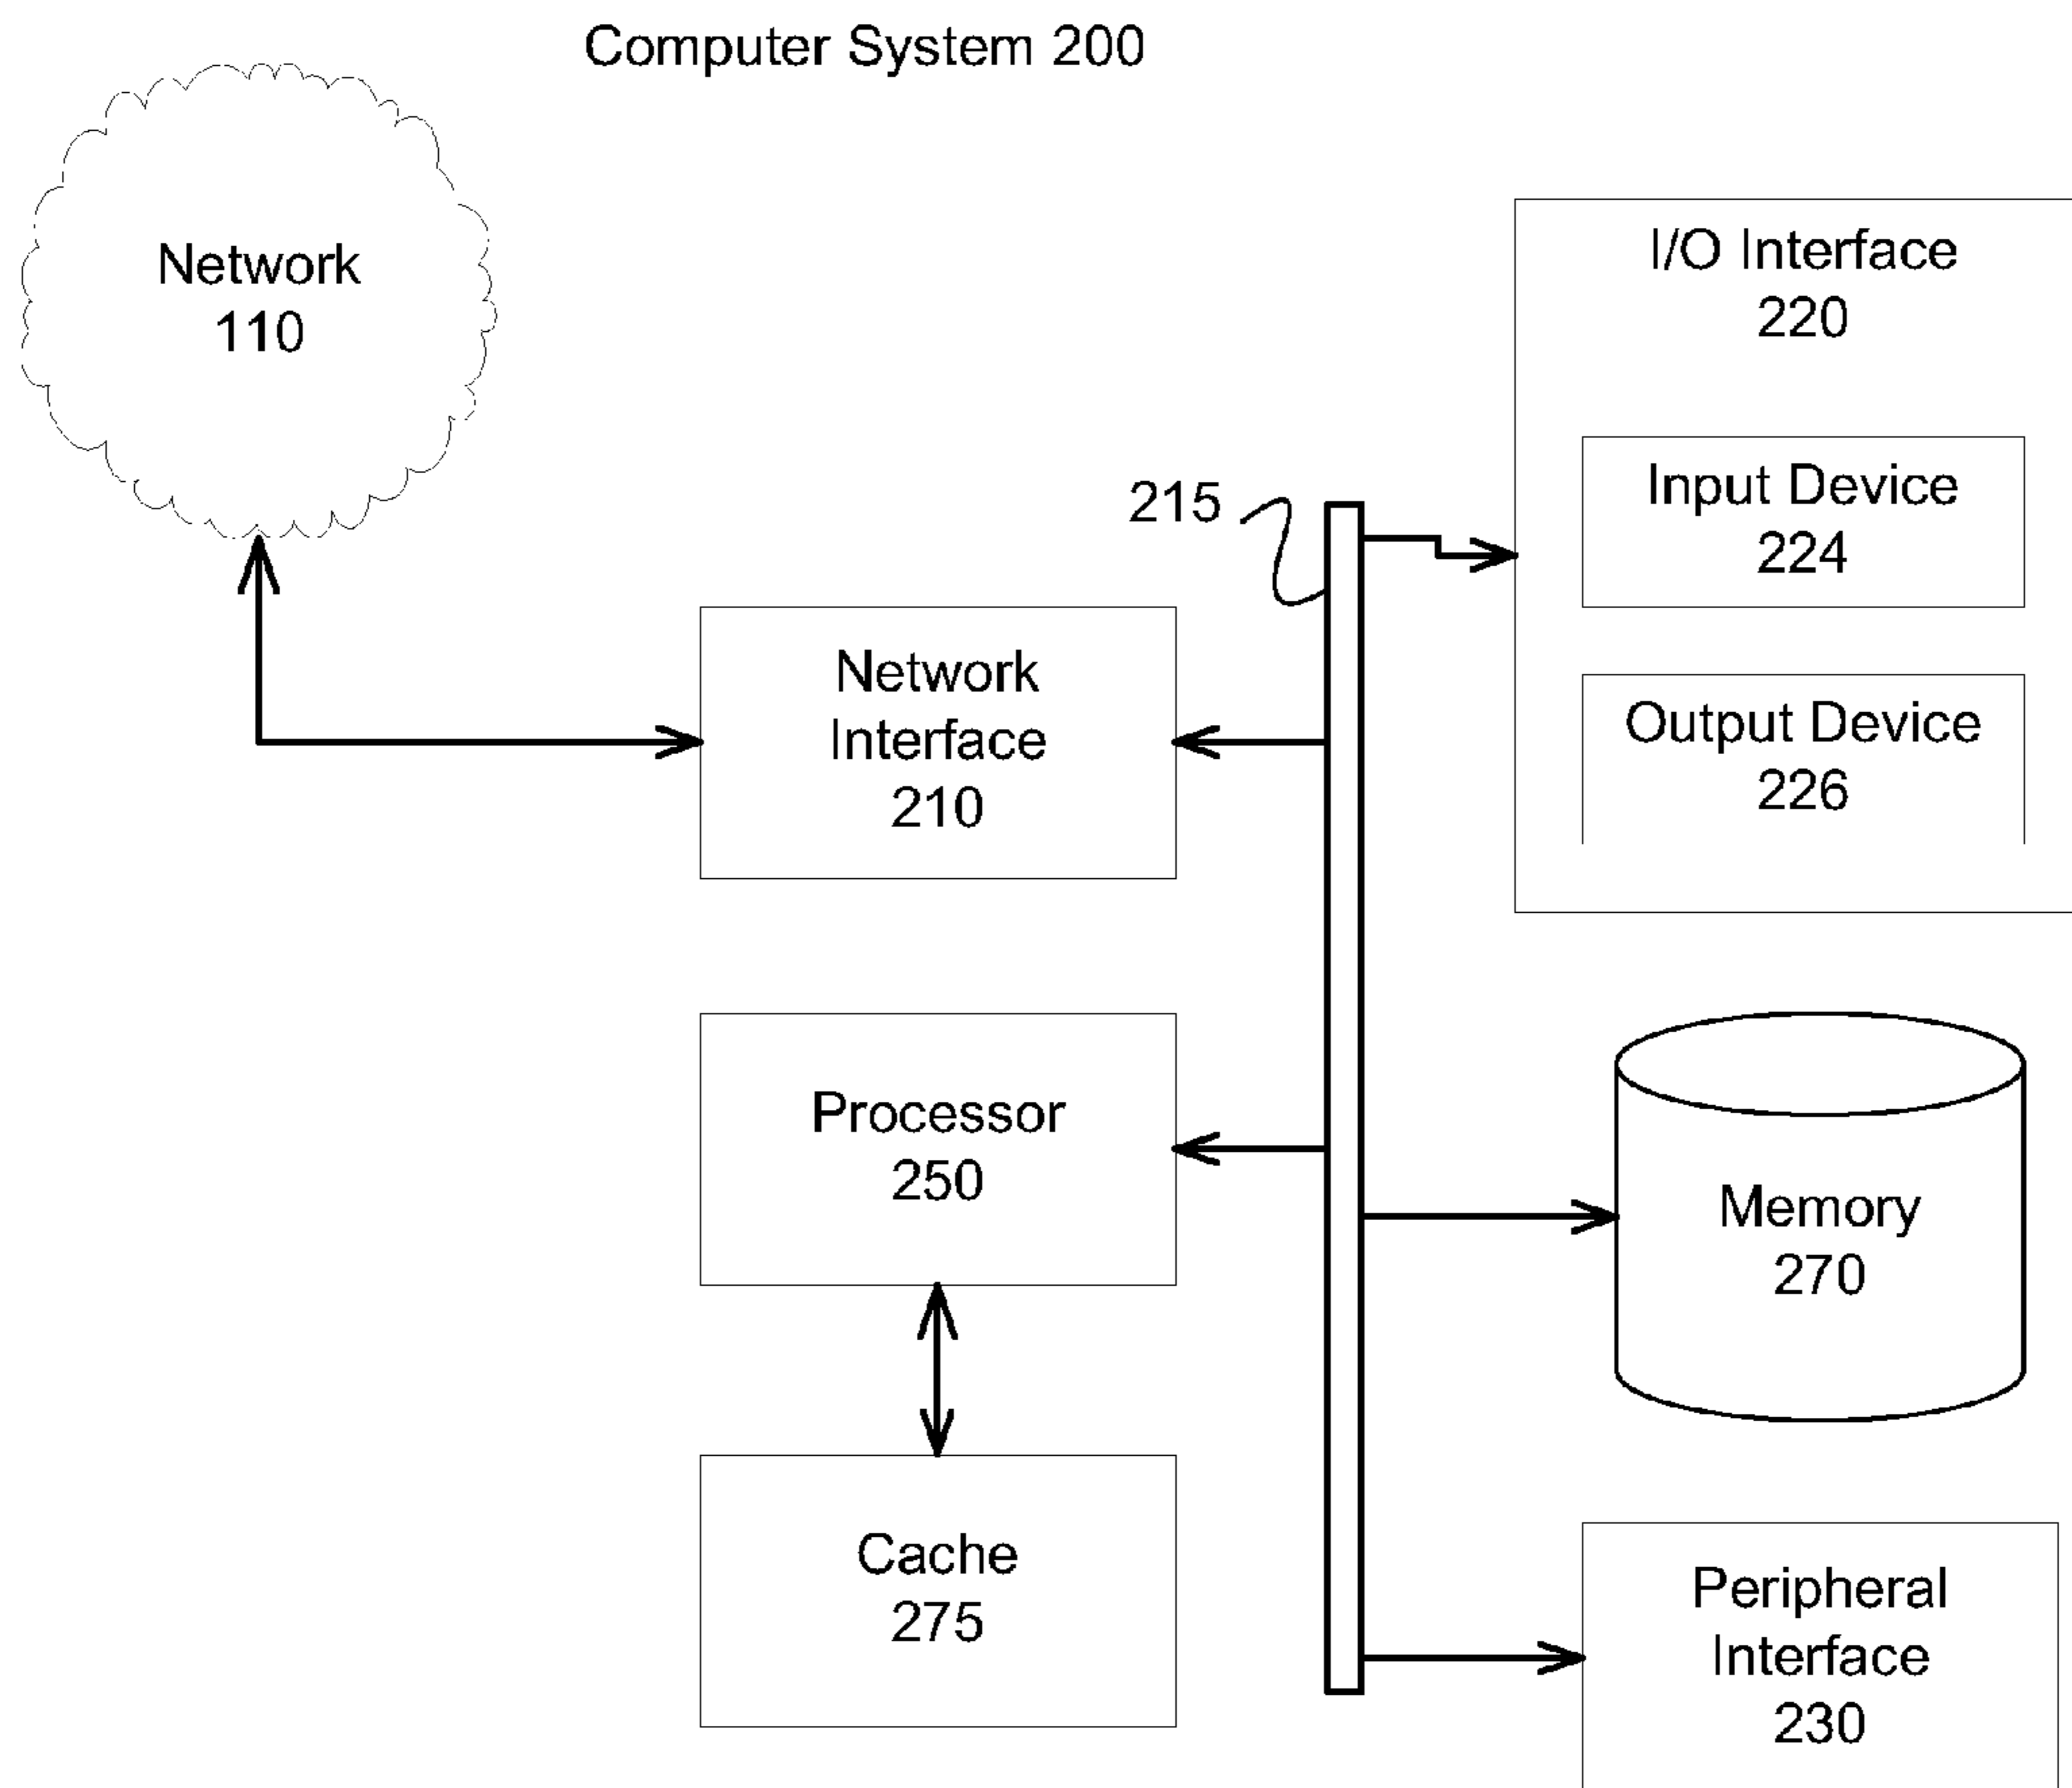 Computer System 200
Network
110
I/O Interface
220
Input Device
224
215
Output Device
226
Network
Interface
210
Processor
250
Memory
270
Cache
275
Peripheral
Interface
230